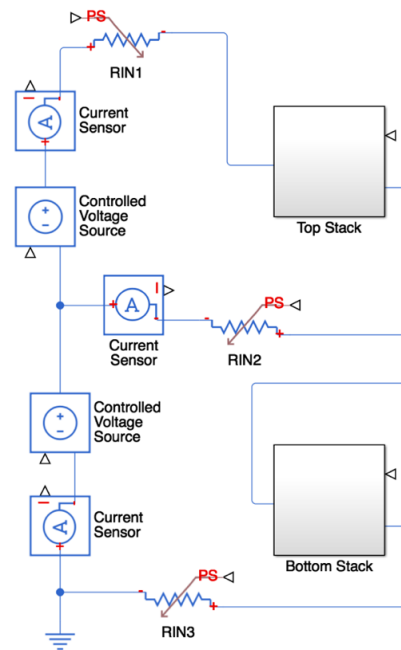 PS
+
-
RIN1
I
A
+
Current
Sensor
Top Stack
+
-
Controlled
Voltage
Source
+
A
I
-
Current
Sensor
-
PS
+
RIN2
+
-
Controlled
Voltage
Source
I
A
+
Current
Sensor
Bottom Stack
-
PS
+
RIN3